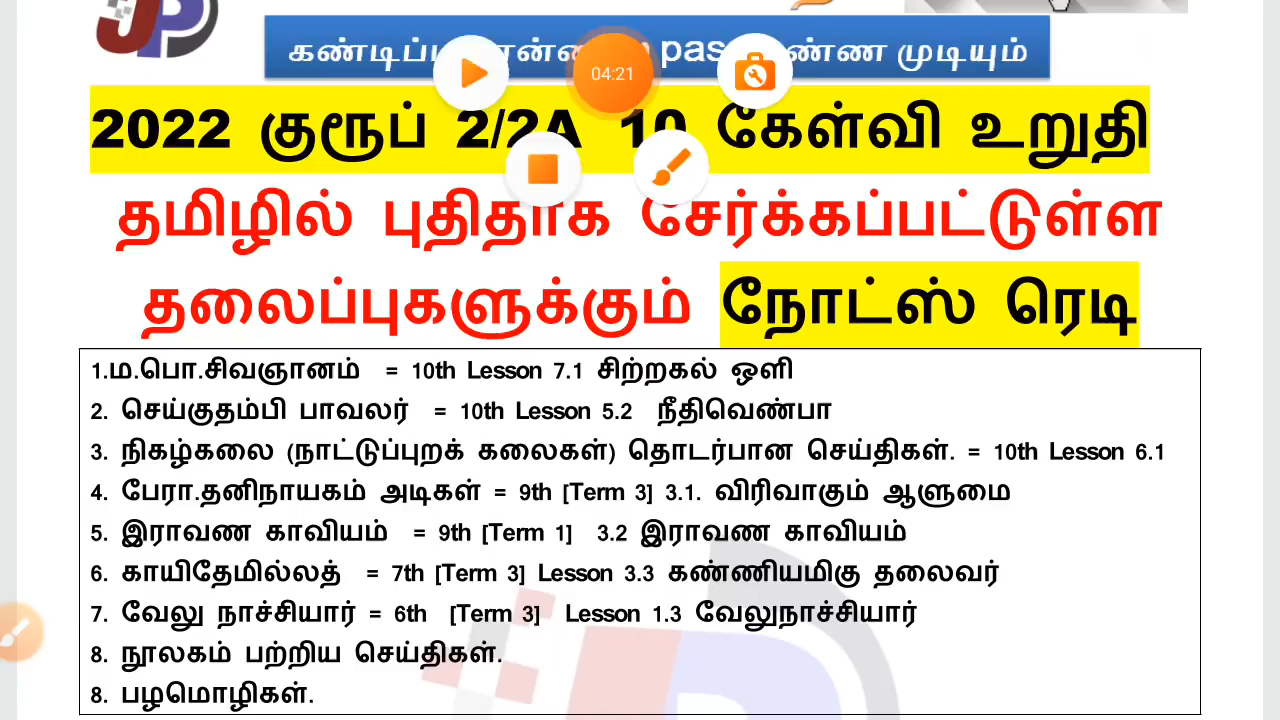 JP
pas முடியும்
04:21
2022 குரூப் 2/2A 10 கேள்வி உறுதி
தமிழில் புதிதாக சேர்க்கப்பட்டுள்ள
தலைப்புகளுக்கும் நோட்ஸ் ரெடி
1.ம.பொ.சிவஞானம் = 10th Lesson 7.1 சிற்றகல் ஒளி
2. செய்குதம்பி பாவலர் = 10th Lesson 5.2 நீதிவெண்பா
3. நிகழ்கலை (நாட்டுப்புறக் கலைகள்) தொடர்பான செய்திகள். = 10th Lesson 6.1
4. பேரா.தனிநாயகம் அடிகள் = 9th [Term 3] 3.1. விரிவாகும் ஆளுமை
5. இராவண காவியம் = 9th [Term 1] 3.2 இராவண காவியம்
6. காயிதேமில்லத் = 7th [Term 3] Lesson 3.3 கண்ணியமிகு தலைவர்
7. வேலு நாச்சியார் = 6th [Term 3] Lesson 1.3 வேலுநாச்சியார்
8. நூலகம் பற்றிய செய்திகள்.
8. பழமொழிகள்.